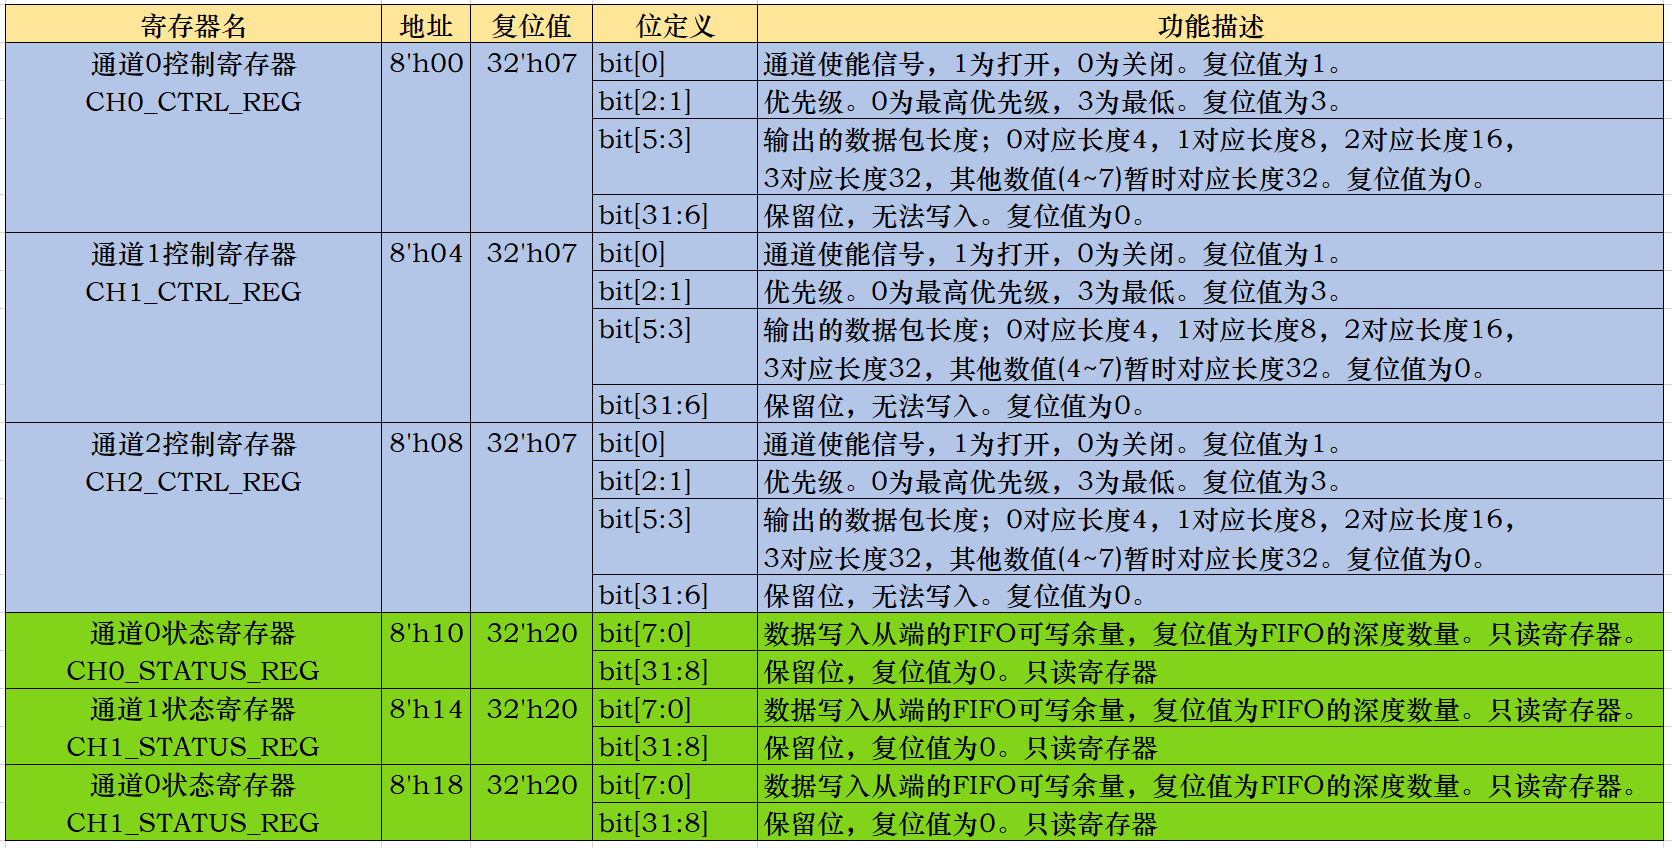 寄存器名 地址 复位值 位定义 功能描述
通道0控制寄存器 8'h00 32'h07 bit[0] 通道使能信号，1为打开，0为关闭。复位值为1。
CH0_CTRL_REG bit[2:1] 优先级。0为最高优先级，3为最低。复位值为3。
bit[5:3] 输出的数据包长度；0对应长度4，1对应长度8，2对应长度16，
3对应长度32，其他数值(4~7)暂时对应长度32。复位值为0。
bit[31:6] 保留位，无法写入。复位值为0。
通道1控制寄存器 8'h04 32'h07 bit[0] 通道使能信号，1为打开，0为关闭。复位值为1。
CH1_CTRL_REG bit[2:1] 优先级。0为最高优先级，3为最低。复位值为3。
bit[5:3] 输出的数据包长度；0对应长度4，1对应长度8，2对应长度16，
3对应长度32，其他数值(4~7)暂时对应长度32。复位值为0。
bit[31:6] 保留位，无法写入。复位值为0。
通道2控制寄存器 8'h08 32'h07 bit[0] 通道使能信号，1为打开，0为关闭。复位值为1。
CH2_CTRL_REG bit[2:1] 优先级。0为最高优先级，3为最低。复位值为3。
bit[5:3] 输出的数据包长度；0对应长度4，1对应长度8，2对应长度16，
3对应长度32，其他数值(4~7)暂时对应长度32。复位值为0。
bit[31:6] 保留位，无法写入。复位值为0。
通道0状态寄存器 8'h10 32'h20 bit[7:0] 数据写入从端的FIFO可写余量，复位值为FIFO的深度数量。只读寄存器。
CH0_STATUS_REG bit[31:8] 保留位，复位值为0。只读寄存器
通道1状态寄存器 8'h14 32'h20 bit[7:0] 数据写入从端的FIFO可写余量，复位值为FIFO的深度数量。只读寄存器。
CH1_STATUS_REG bit[31:8] 保留位，复位值为0。只读寄存器
通道0状态寄存器 8'h18 32'h20 bit[7:0] 数据写入从端的FIFO可写余量，复位值为FIFO的深度数量。只读寄存器。
CH1_STATUS_REG bit[31:8] 保留位，复位值为0。只读寄存器